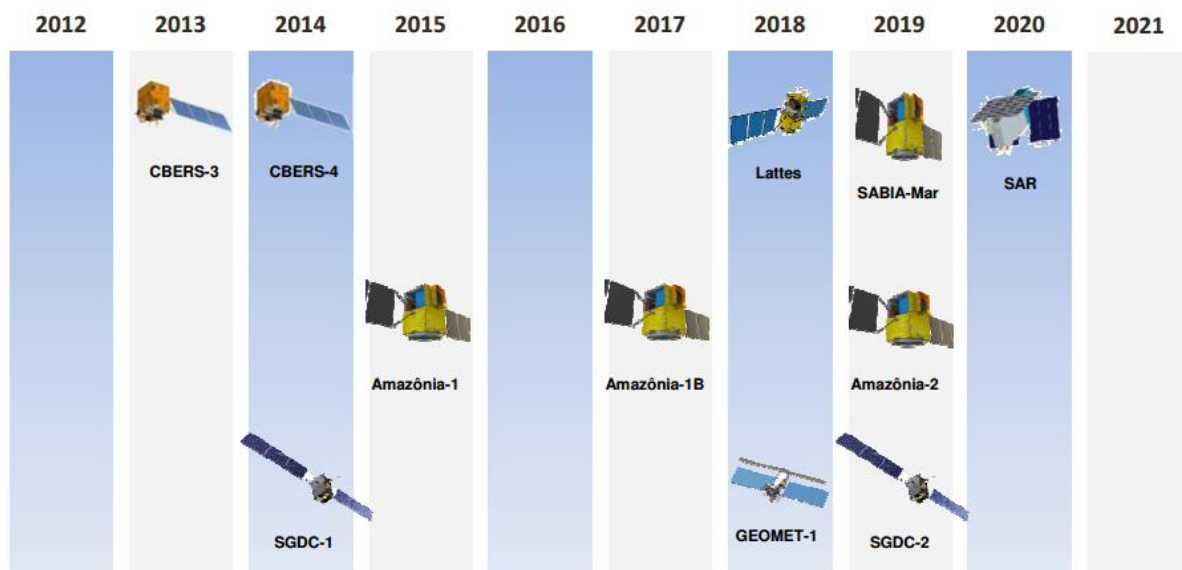 2012 2013 2014 2015 2016 2017 2018 2019 2020 2021
CBERS-3 CBERS-4 Lattes SABIA-Mar SAR
Amazônia-1 Amazônia-1B Amazônia-2
SGDC-1 GEOMET-1 SGDC-2